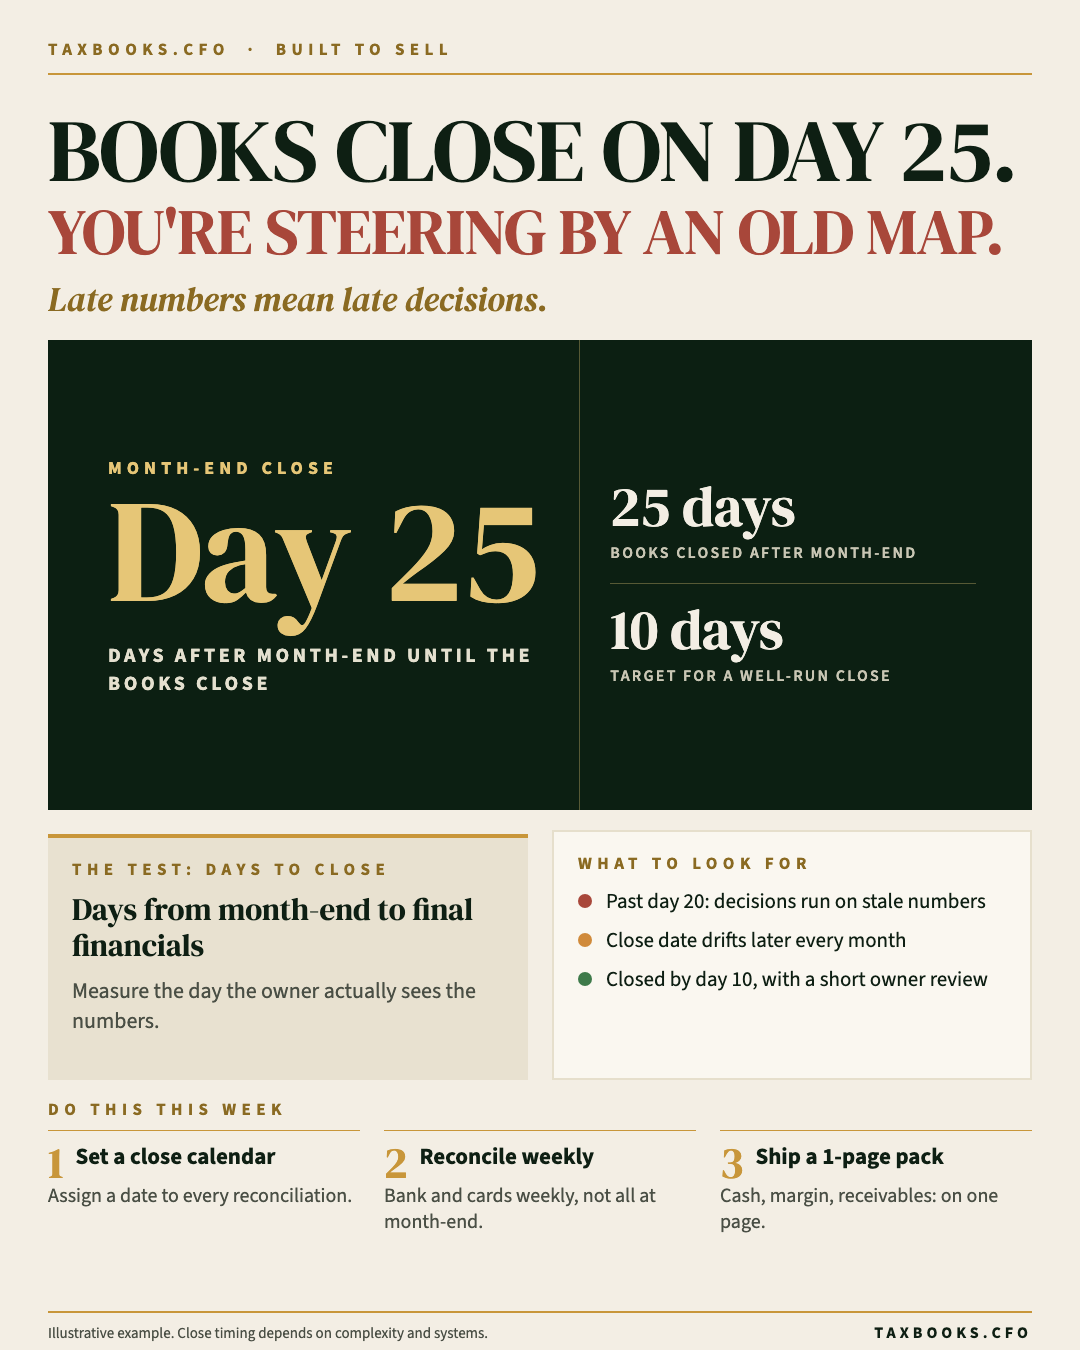 TAXBOOKS.CFO · BUILT TO SELL
BOOKS CLOSE ON DAY 25.
YOU'RE STEERING BY AN OLD MAP.
Late numbers mean late decisions.
MONTH-END CLOSE
Day 25
DAYS AFTER MONTH-END UNTIL THE
BOOKS CLOSE
25 days
BOOKS CLOSED AFTER MONTH-END
10 days
TARGET FOR A WELL-RUN CLOSE
THE TEST: DAYS TO CLOSE
Days from month-end to final
financials
Measure the day the owner actually sees the
numbers.
WHAT TO LOOK FOR
Past day 20: decisions run on stale numbers
Close date drifts later every month
Closed by day 10, with a short owner review
DO THIS THIS WEEK
1 Set a close calendar
Assign a date to every reconciliation.
2 Reconcile weekly
Bank and cards weekly, not all at
month-end.
3 Ship a 1-page pack
Cash, margin, receivables: on one
page.
Illustrative example. Close timing depends on complexity and systems.
TAXBOOKS.CFO